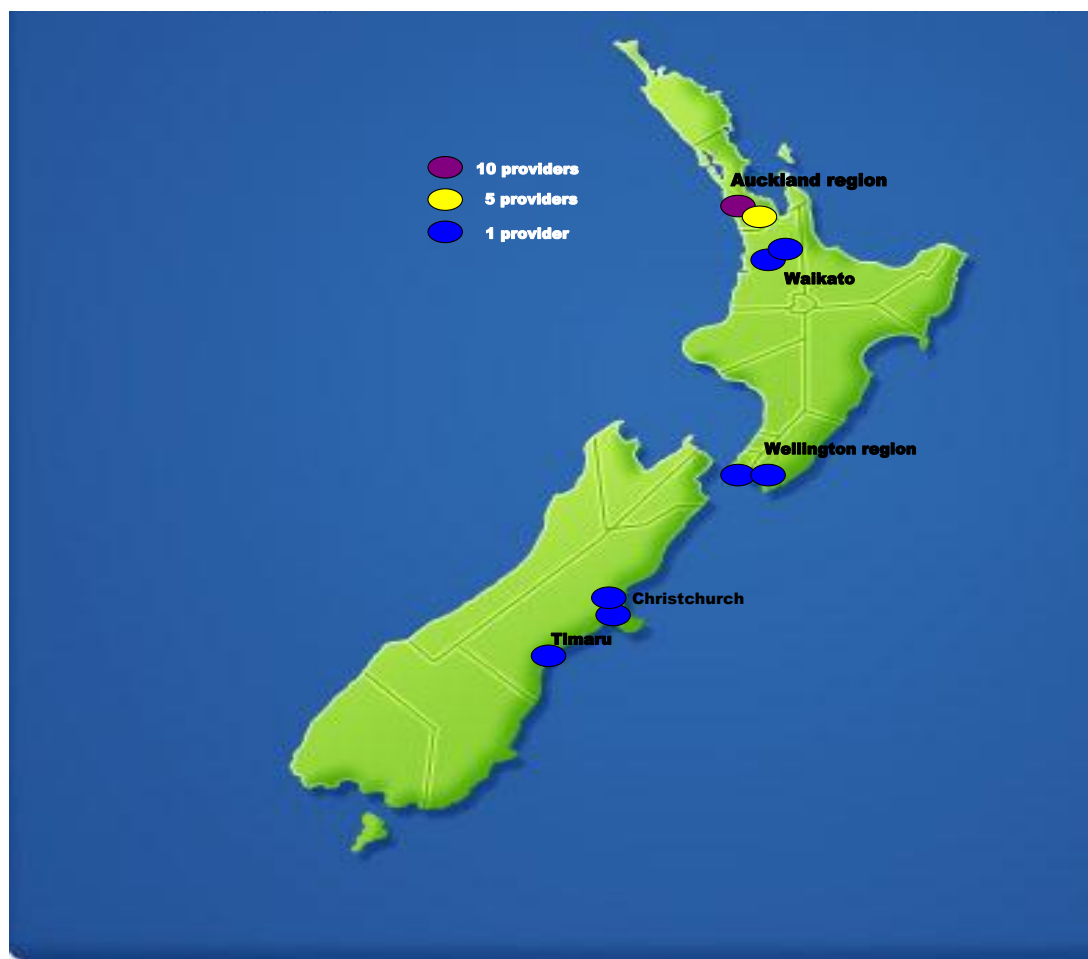 10 providers
Auckland region
5 providers
1 provider
Waikato
Wellington region
Christchurch
Timaru